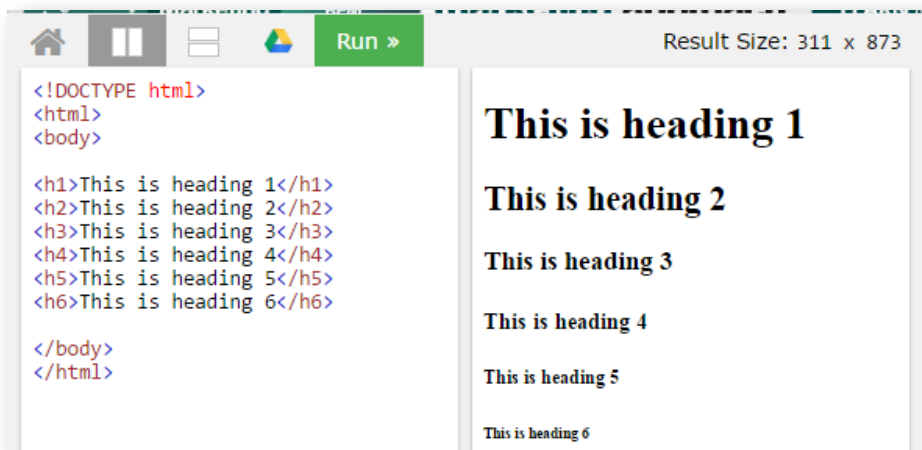 Run »
Result Size: 311 x 873
<!DOCTYPE html>
<html>
<body>
<h1>This is heading 1</h1>
<h2>This is heading 2</h2>
<h3>This is heading 3</h3>
<h4>This is heading 4</h4>
<h5>This is heading 5</h5>
<h6>This is heading 6</h6>
</body>
</html>
This is heading 1
This is heading 2
This is heading 3
This is heading 4
This is heading 5
This is heading 6